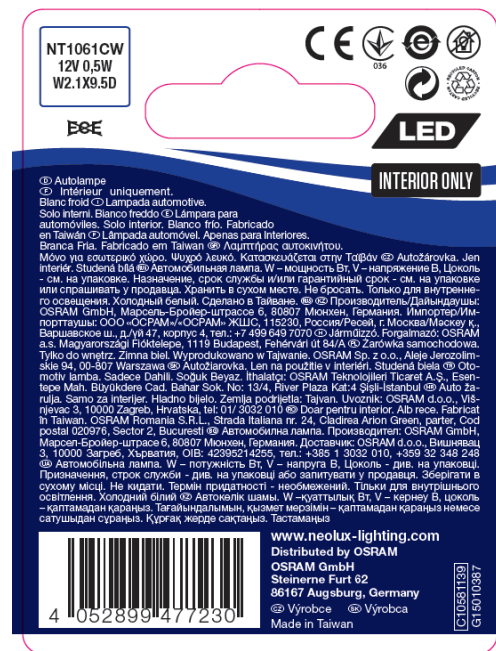 NT1061CW
12V 0,5W
W2.1X9.5D
ECE
036
LED
INTERIOR ONLY
D Autolampe
F Intérieur uniquement.
Blanc froid I Lampada automotive.
Solo interni. Bianco freddo E Lámpara para
automóviles. Solo interior. Blanco frío. Fabricado
en Taiwán P Lâmpada automóvel. Apenas para Interiores.
Branca Fria. Fabricado em Taiwan GR Λαμπτήρας αυτοκινήτου.
Μόνο για εσωτερικό χώρο. Ψυχρό λευκό. Κατασκευάζεται στην Ταϊβάν CZ Autožárovka. Jen
interiér. Studená bílá RUS Автомобильная лампа. W – мощность Вт, V – напряжение В, Цоколь
- см. на упаковке. Назначение, срок службы и/или гарантийный срок - см. на упаковке
или спрашивать у продавца. Хранить в сухом месте. Не бросать. Только для внутренне-
го освещения. Холодный белый. Сделано в Тайване. RUS KZ Производитель/Дайындаушы:
OSRAM GmbH, Марсель-Бройер-штрассе 6, 80807 Мюнхен, Германия. Импортер/Им-
порттаушы: ООО «ОСРАМ»/«ОСРАМ» ЖШС, 115230, Россия/Ресей, г. Москва/Мәскеу қ.,
Варшавское ш., д./үй 47, корпус 4, тел.: +7 499 649 7070 H Járműizzó. Forgalmazó: OSRAM
a.s. Magyarországi Fióktelepe, 1119 Budapest, Fehérvári út 84/A PL Żarówka samochodowa.
Tylko do wnętrz. Zimna biel. Wyprodukowano w Tajwanie. OSRAM Sp. z o.o., Aleje Jerozolim-
skie 94, 00-807 Warszawa SK Autožiarovka. Len na použitie v interiéri. Studená biela TR Oto-
motiv lamba. Sadece Dahili. Soğuk Beyaz. İthalatçı: OSRAM Teknolojileri Ticaret A.Ş., Esen-
tepe Mah. Büyükdere Cad. Bahar Sok. No: 13/4, River Plaza Kat:4 Şişli-İstanbul HR Auto ža-
rulja. Samo za interijer. Hladno bijelo. Zemlja podrijetla: Tajvan. Uvoznik: OSRAM d.o.o., Viš-
njevac 3, 10000 Zagreb, Hrvatska, tel: 01/ 3032 010 RO Doar pentru interior. Alb rece. Fabricat
în Taiwan. OSRAM Romania S.R.L., Strada Italiana nr. 24, Cladirea Arion Green, parter, Cod
postal 020976, Sector 2, Bucuresti BG Автомобилна лампа. Производител: OSRAM GmbH,
Марсел-Бройер-штрасе 6, 80807 Мюнхен, Германия. Доставчик: OSRAM d.o.o., Вишнявац
3, 10000 Загреб, Хърватия, OIB: 42395214255, тел.: +385 1 3032 010, +359 32 348 248
UA Автомобільна лампа. W – потужність Вт, V – напруга В, Цоколь - див. на упаковці.
Призначення, строк служби - див. на упаковці або запитувати у продавця. Зберігати в
сухому місці. Не кидати. Термін придатності - необмежений. Тільки для внутрішнього
освітлення. Холодний білий KZ Автокөлік шамы. W –қуаттылық Вт, V – кернеу В, цоколь
– қаптамадан қараңыз. Тағайындалымын, қызмет мерзімін – қаптамадан қараңыз немесе
сатушыдан сұраңыз. Құрғақ жерде сақтаңыз. Тастамаңыз
www.neolux-lighting.com
Distributed by OSRAM
OSRAM GmbH
Steinerne Furt 62
86167 Augsburg, Germany
CZ Výrobce SK Výrobca
Made in Taiwan
4 052899 477230
C10581139
G15010387